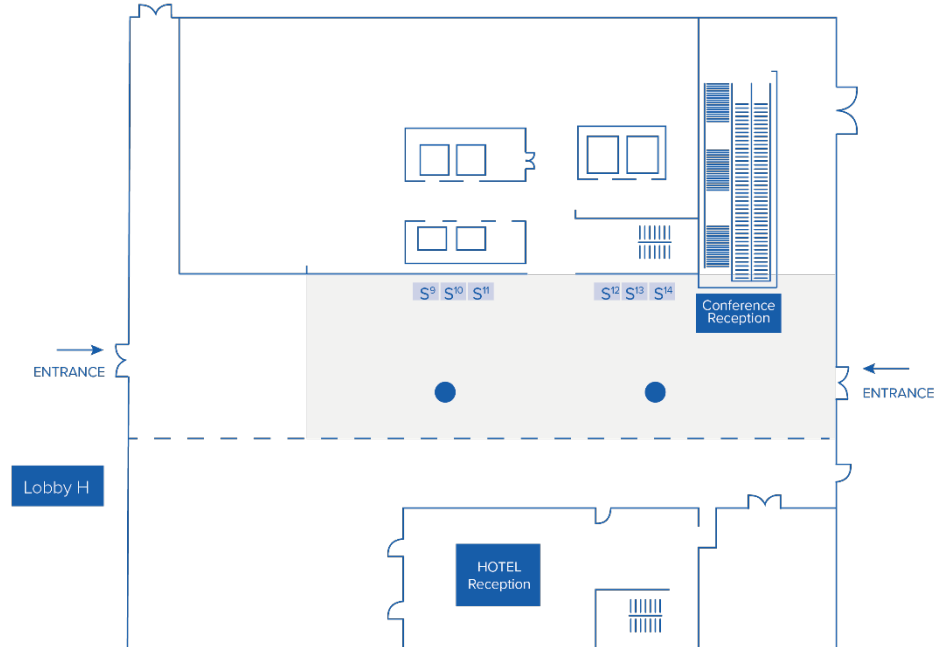 S9 S10 S11 S12 S13 S14
Conference
Reception
ENTRANCE
ENTRANCE
Lobby H
HOTEL
Reception